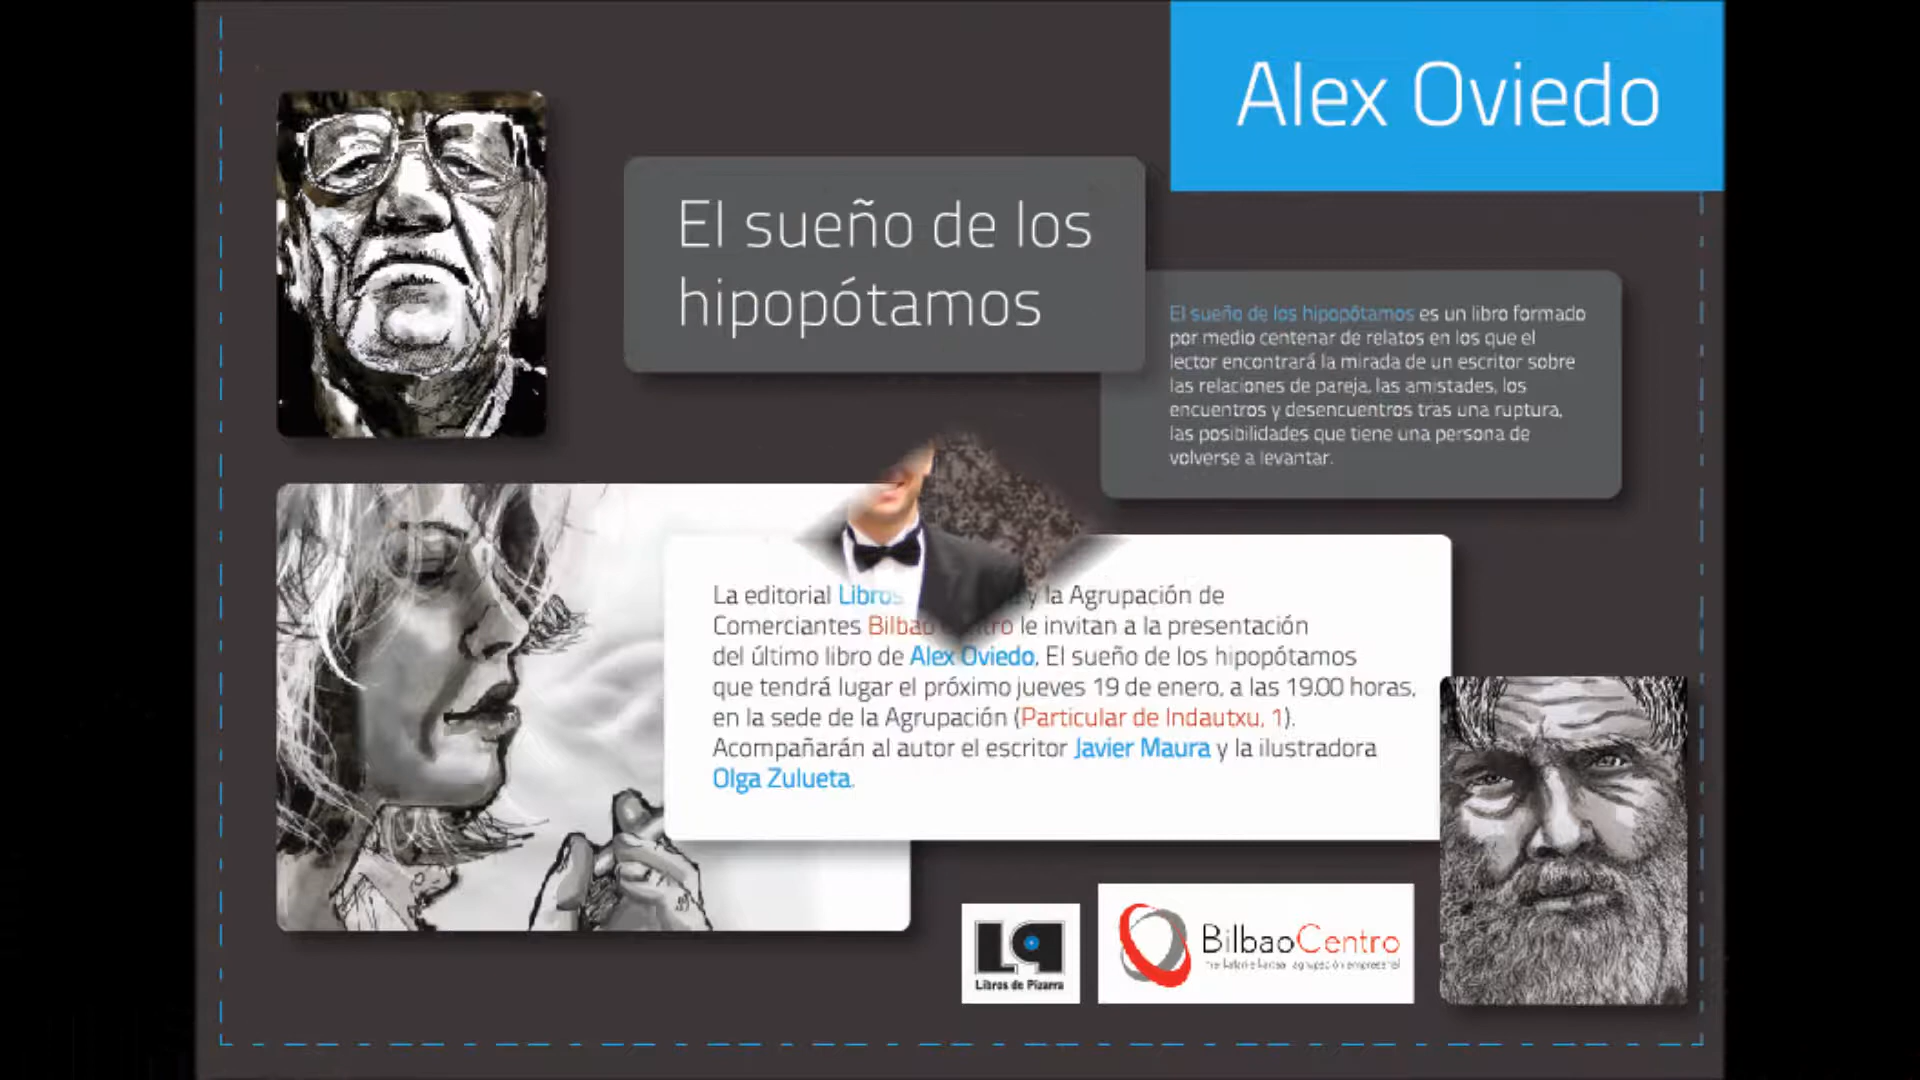 Alex Oviedo
El sueño de los
hipopótamos
El sueño de los hipopótamos es un libro formado
por medio centenar de relatos en los que el
lector encontrará la mirada de un escritor sobre
las relaciones de pareja, las amistades, los
encuentros y desencuentros tras una ruptura,
las posibilidades que tiene una persona de
volverse a levantar.
La editorial Libros y la Agrupación de
Comerciantes Bilbao Centro le invitan a la presentación
del último libro de Alex Oviedo, El sueño de los hipopótamos
que tendrá lugar el próximo jueves 19 de enero, a las 19.00 horas,
en la sede de la Agrupación (Particular de Indautxu, 1).
Acompañarán al autor el escritor Javier Maura y la ilustradora
Olga Zulueta.
LP
Libros de Pizarra
BilbaoCentro
agrupación empresarial